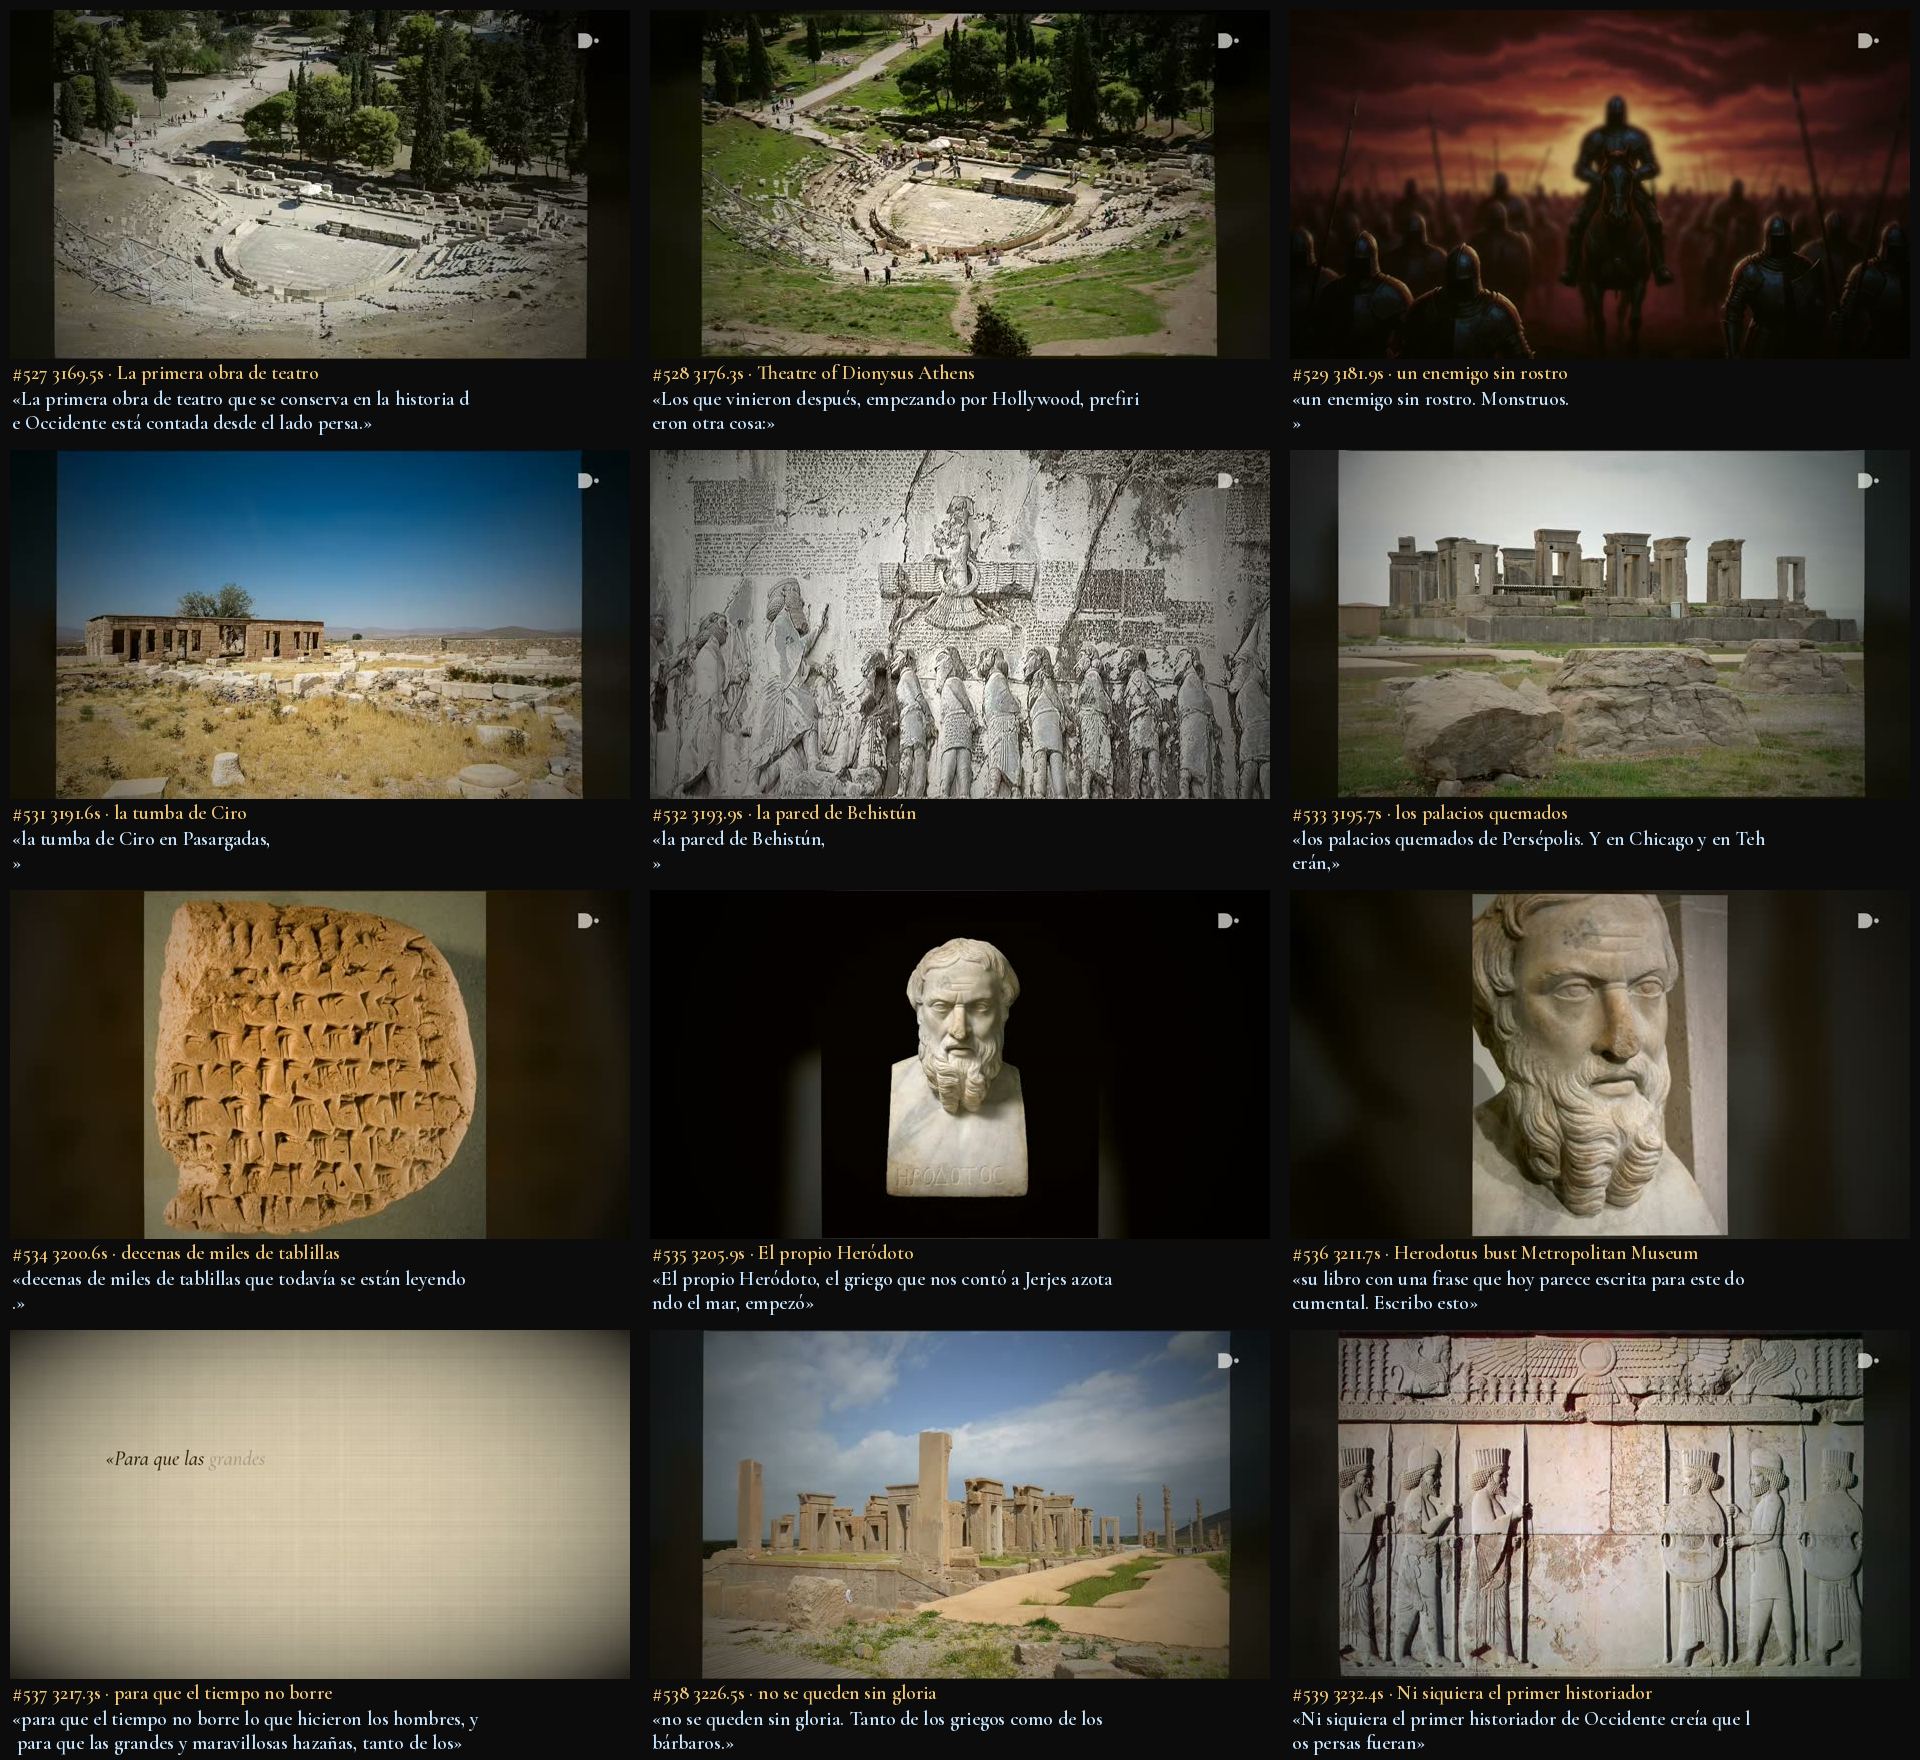 #527 3169.5s · La primera obra de teatro
«La primera obra de teatro que se conserva en la historia d
e Occidente está contada desde el lado persa.»
#528 3176.3s · Theatre of Dionysus Athens
«Los que vinieron después, empezando por Hollywood, prefiri
eron otra cosa:»
#529 3181.9s · un enemigo sin rostro
«un enemigo sin rostro. Monstruos.
»
#531 3191.6s · la tumba de Ciro
«la tumba de Ciro en Pasargadas,
»
#532 3193.9s · la pared de Behistún
«la pared de Behistún,
»
#533 3195.7s · los palacios quemados
«los palacios quemados de Persépolis. Y en Chicago y en Teh
erán,»
ΗΡΟΔΟΤΟC
#534 3200.6s · decenas de miles de tablillas
«decenas de miles de tablillas que todavía se están leyendo
.»
#535 3205.9s · El propio Heródoto
«El propio Heródoto, el griego que nos contó a Jerjes azota
ndo el mar, empezó»
#536 3211.7s · Herodotus bust Metropolitan Museum
«su libro con una frase que hoy parece escrita para este do
cumental. Escribo esto»
«Para que las grandes
#537 3217.3s · para que el tiempo no borre
«para que el tiempo no borre lo que hicieron los hombres, y
para que las grandes y maravillosas hazañas, tanto de los»
#538 3226.5s · no se queden sin gloria
«no se queden sin gloria. Tanto de los griegos como de los
bárbaros.»
#539 3232.4s · Ni siquiera el primer historiador
«Ni siquiera el primer historiador de Occidente creía que l
os persas fueran»